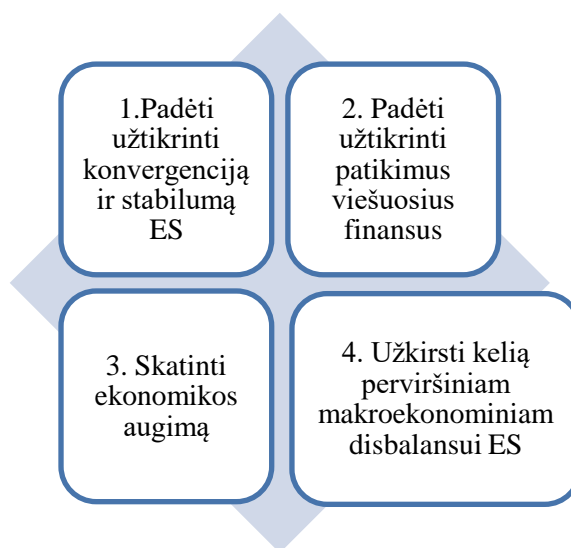 1.Padėti
užtikrinti
konvergenciją
ir stabilumą
ES
2. Padėti
užtikrinti
patikimus
viešuosius
finansus
3. Skatinti
ekonomikos
augimą
4. Užkirsti kelią
perviršiniam
makroekonominiam
disbalansui ES